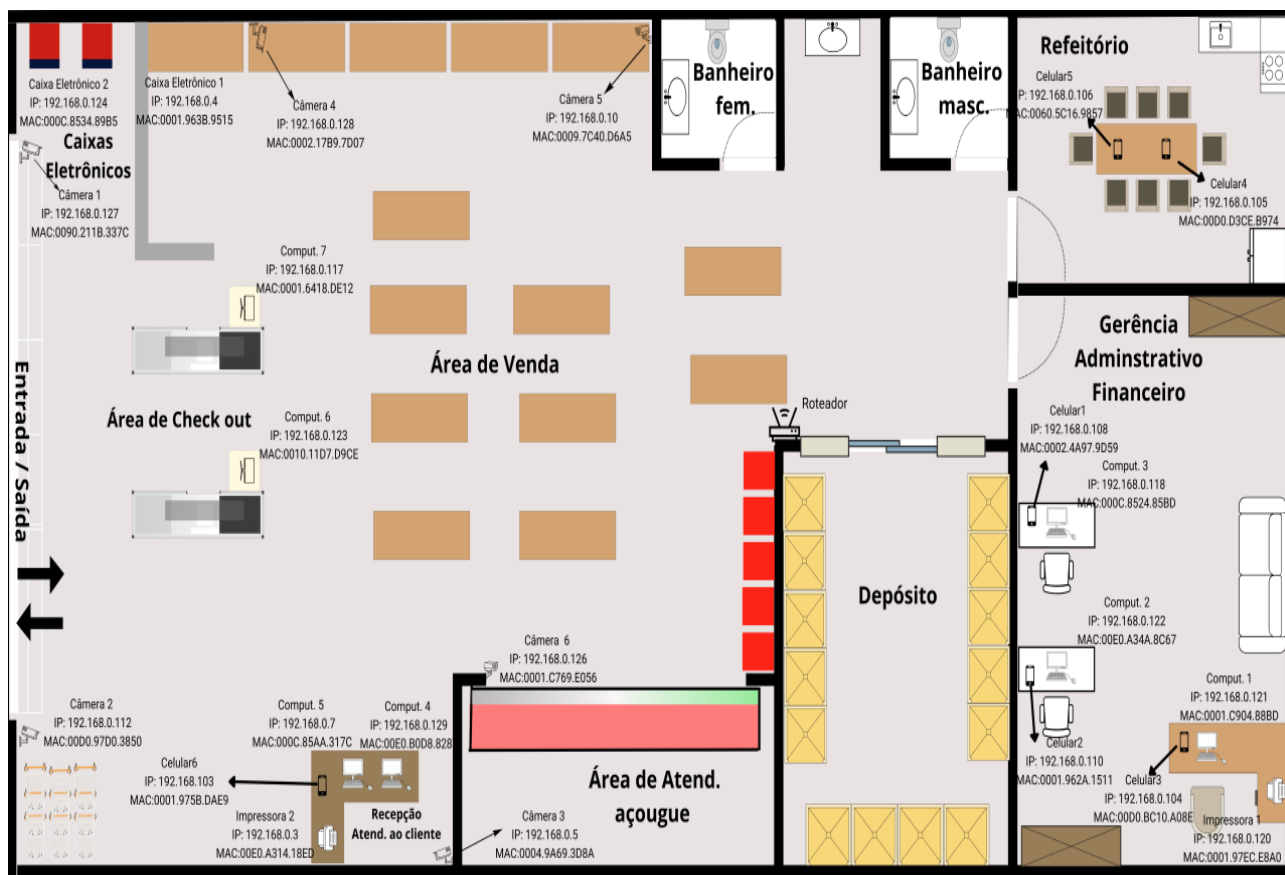 Caixa Eletrônico 2
IP: 192.168.0.124
MAC:000C.8534.89B5
Caixa Eletrônico 1
IP: 192.168.0.4
MAC:0001.963B.9515
Caixas
Eletrônicos
Câmera 1
IP: 192.168.0.127
MAC:0090.211B.337C
Câmera 4
IP: 192.168.0.128
MAC:0002.17B9.7D07
Câmera 5
IP: 192.168.0.10
MAC:0009.7C40.D6A5
Banheiro
fem.
Banheiro
masc.
Refeitório
Celular5
IP: 192.168.0.106
MAC:0060.5C16.9857
Celular4
IP: 192.168.0.105
MAC:00D0.D3CE.B974
Comput. 7
IP: 192.168.0.117
MAC:0001.6418.DE12
Área de Venda
Entrada / Saída
Área de Check out
Comput. 6
IP: 192.168.0.123
MAC:0010.11D7.D9CE
Roteador
Gerência
Adminstrativo
Financeiro
Celular1
IP: 192.168.0.108
MAC:0002.4A97.9D59
Comput. 3
IP: 192.168.0.118
MAC:000C.8524.85BD
Depósito
Comput. 2
IP: 192.168.0.122
MAC:00E0.A34A.8C67
Câmera 6
IP: 192.168.0.126
MAC:0001.C769.E056
Câmera 2
IP: 192.168.0.112
MAC:00D0.97D0.3850
Comput. 5
IP: 192.168.0.7
MAC:000C.85AA.317C
Comput. 4
IP: 192.168.0.129
MAC:00E0.B0D8.828
Celular6
IP: 192.168.103
MAC:0001.975B.DAE9
Impressora 2
IP: 192.168.0.3
MAC:00E0.A314.18ED
Recepção
Atend. ao cliente
Câmera 3
IP: 192.168.0.5
MAC:0004.9A69.3D8A
Área de Atend.
açougue
Comput. 1
IP: 192.168.0.121
MAC:0001.C904.88BD
Celular2
IP: 192.168.0.110
MAC:0001.962A.1511
Celular3
IP: 192.168.0.104
MAC:00D0.BC10.A08E
Impressora 1
IP: 192.168.0.120
MAC:0001.97EC.E8A0